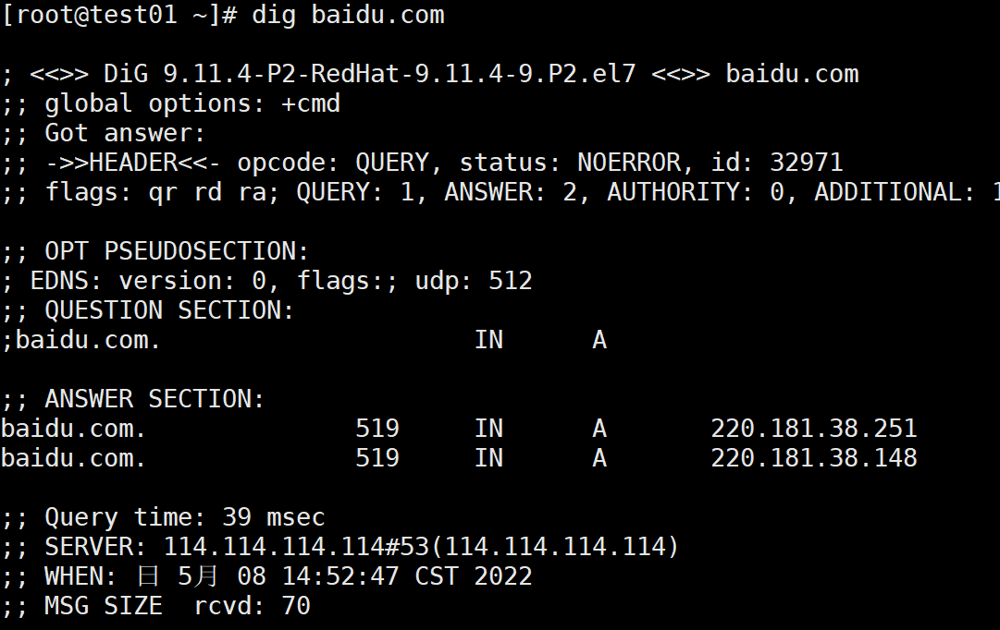 [root@test01 ~]# dig baidu.com
; <<>> DiG 9.11.4-P2-RedHat-9.11.4-9.P2.el7 <<>> baidu.com
;; global options: +cmd
;; Got answer:
;; ->>HEADER<<- opcode: QUERY, status: NOERROR, id: 32971
;; flags: qr rd ra; QUERY: 1, ANSWER: 2, AUTHORITY: 0, ADDITIONAL: 1
;; OPT PSEUDOSECTION:
; EDNS: version: 0, flags:; udp: 512
;; QUESTION SECTION:
;baidu.com. IN A
;; ANSWER SECTION:
baidu.com. 519 IN A 220.181.38.251
baidu.com. 519 IN A 220.181.38.148
;; Query time: 39 msec
;; SERVER: 114.114.114.114#53(114.114.114.114)
;; WHEN: 日 5月 08 14:52:47 CST 2022
;; MSG SIZE  rcvd: 70